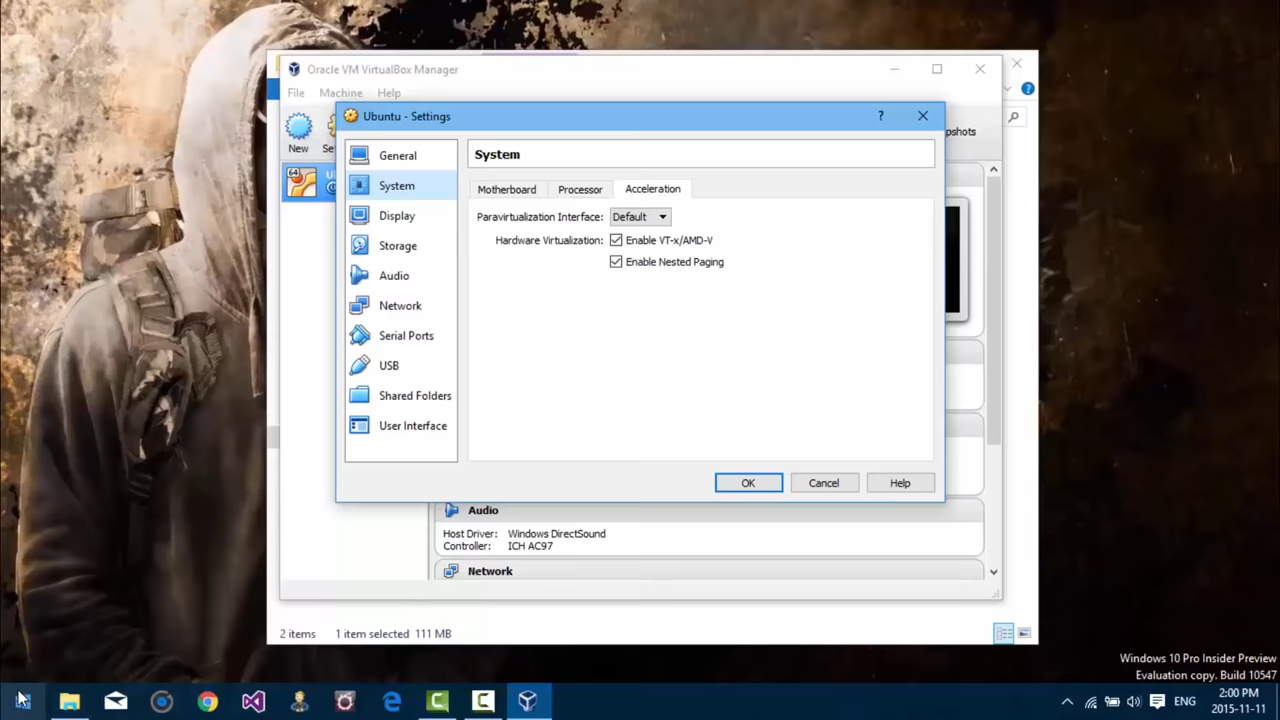 Oracle VM VirtualBox Manager
File Machine Help
Ubuntu - Settings
?
New
General
System
Display
Storage
Audio
Network
Serial Ports
USB
Shared Folders
User Interface
System
Motherboard Processor Acceleration
Paravirtualization Interface: Default
Hardware Virtualization: Enable VT-x/AMD-V
Enable Nested Paging
OK Cancel Help
Audio
Host Driver: Windows DirectSound
Controller: ICH AC97
Network
2 items 1 item selected 111 MB
Windows 10 Pro Insider Preview
Evaluation copy. Build 10547
ENG
2:00 PM
2015-11-11